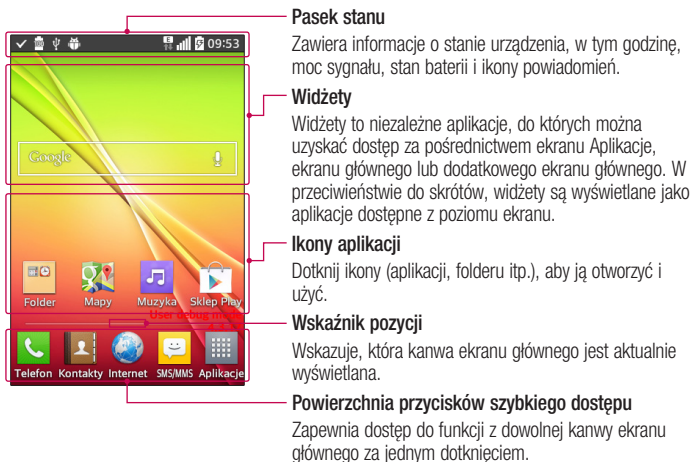 09:53
Google
Folder
Mapy
Muzyka
Sklep Play
User debug mode
Telefon
Kontakty
Internet
SMS/MMS
Aplikacje
Pasek stanu
Zawiera informacje o stanie urządzenia, w tym godzinę,
moc sygnału, stan baterii i ikony powiadomień.
Widżety
Widżety to niezależne aplikacje, do których można
uzyskać dostęp za pośrednictwem ekranu Aplikacje,
ekranu głównego lub dodatkowego ekranu głównego. W
przeciwieństwie do skrótów, widżety są wyświetlane jako
aplikacje dostępne z poziomu ekranu.
Ikony aplikacji
Dotknij ikony (aplikacji, folderu itp.), aby ją otworzyć i
użyć.
Wskaźnik pozycji
Wskazuje, która kanwa ekranu głównego jest aktualnie
wyświetlana.
Powierzchnia przycisków szybkiego dostępu
Zapewnia dostęp do funkcji z dowolnej kanwy ekranu
głównego za jednym dotknięciem.